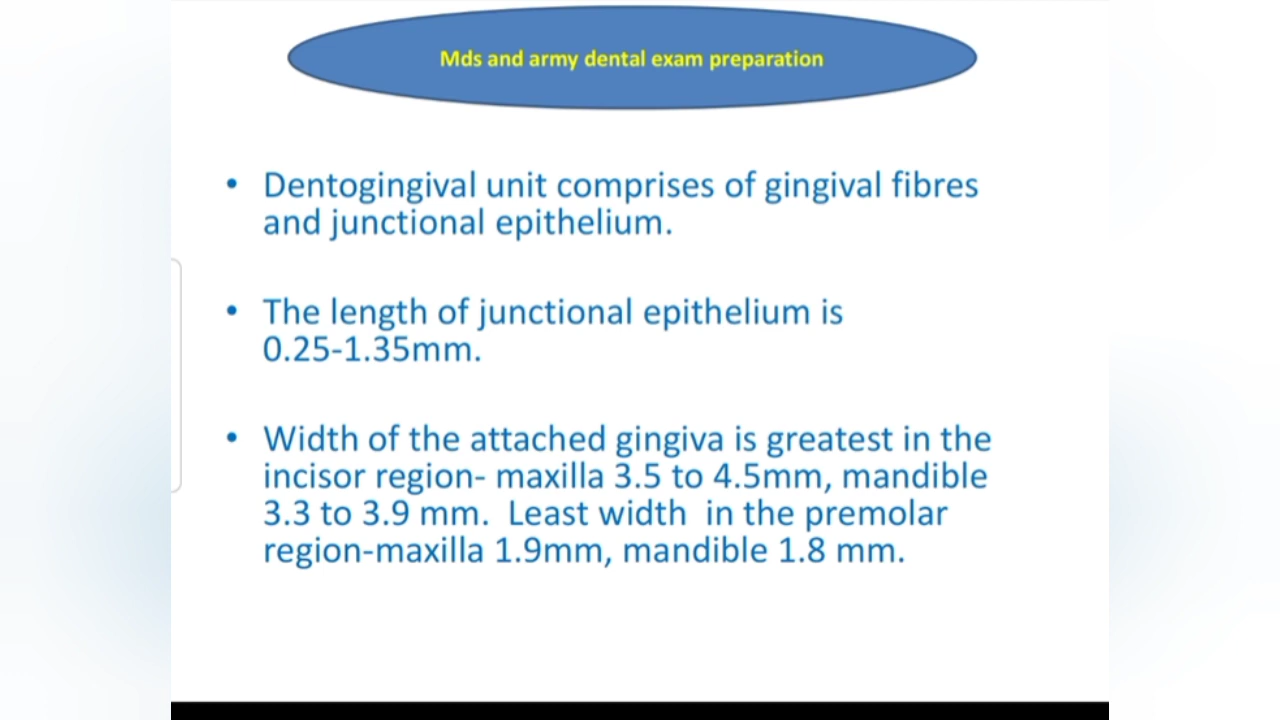 Mds and army dental exam preparation
• Dentogingival unit comprises of gingival fibres
and junctional epithelium.
• The length of junctional epithelium is
0.25-1.35mm.
• Width of the attached gingiva is greatest in the
incisor region- maxilla 3.5 to 4.5mm, mandible
3.3 to 3.9 mm.  Least width  in the premolar
region-maxilla 1.9mm, mandible 1.8 mm.